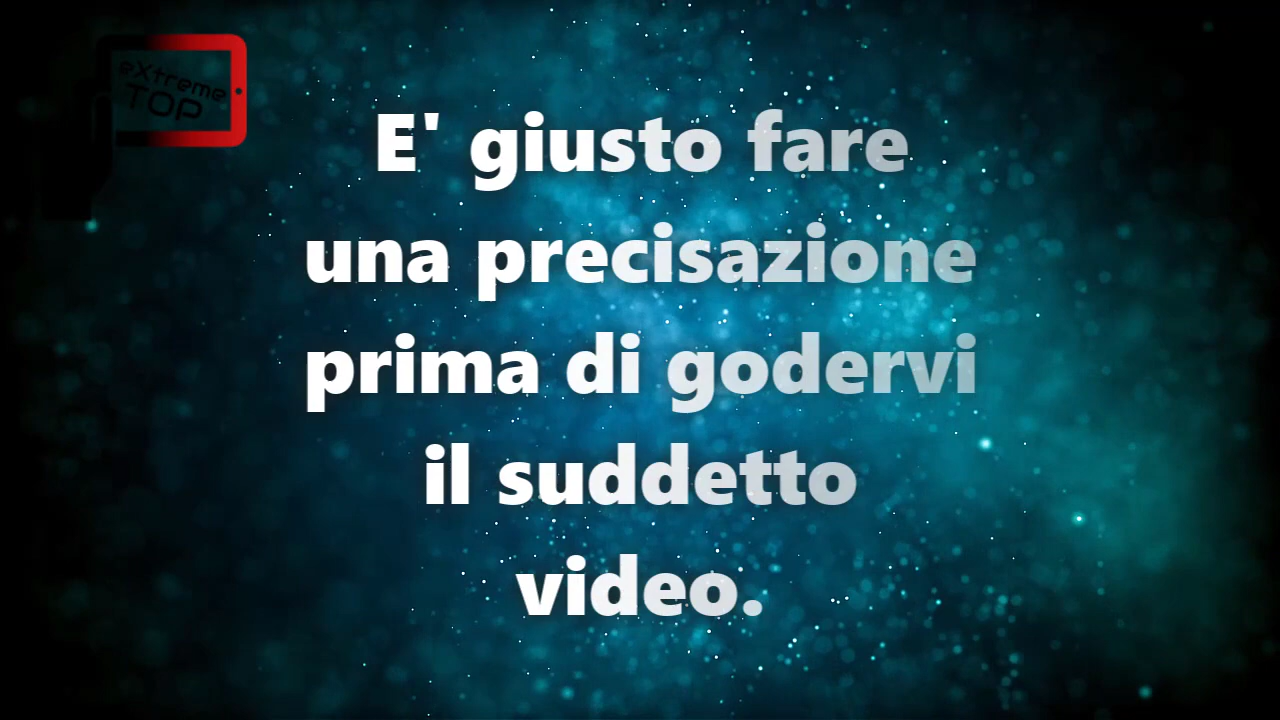 eXtreme
TOP
E' giusto fare
una precisazione
prima di godervi
il suddetto
video.